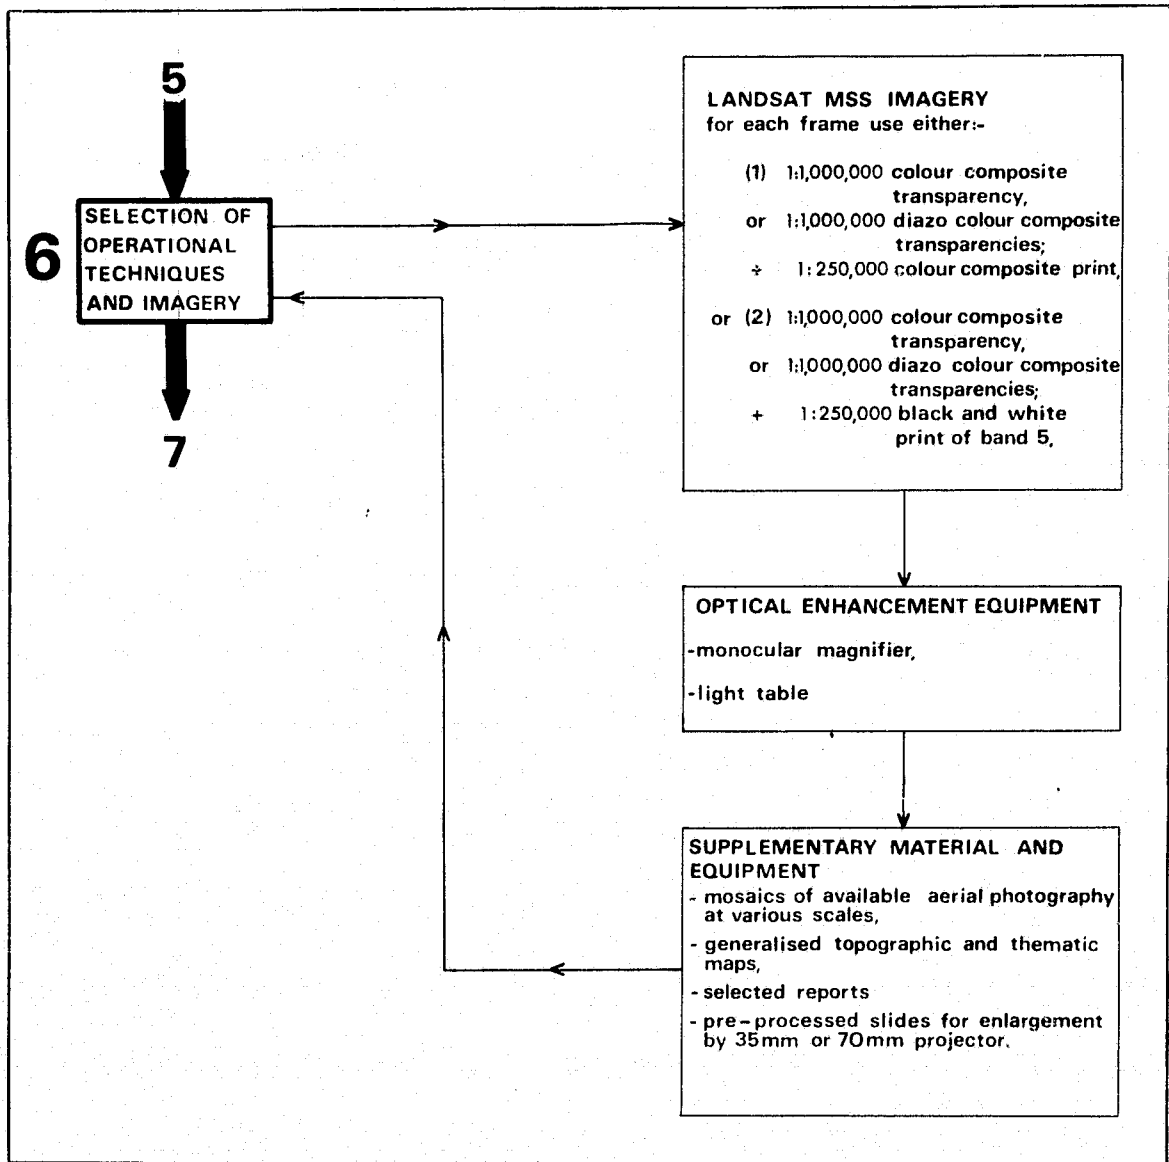 5
6
SELECTION OF
OPERATIONAL
TECHNIQUES
AND IMAGERY
7
LANDSAT MSS IMAGERY
for each frame use either:-
(1) 1:1,000,000 colour composite
transparency,
or 1:1,000,000 diazo colour composite
transparencies;
÷ 1:250,000 colour composite print,
or (2) 1:1,000,000 colour composite
transparency,
or 1:1,000,000 diazo colour composite
transparencies;
+ 1:250,000 black and white
print of band 5,
OPTICAL ENHANCEMENT EQUIPMENT
-monocular magnifier,
-light table
SUPPLEMENTARY MATERIAL AND
EQUIPMENT
- mosaics of available aerial photography
at various scales,
- generalised topographic and thematic
maps,
- selected reports
- pre-processed slides for enlargement
by 35mm or 70mm projector.